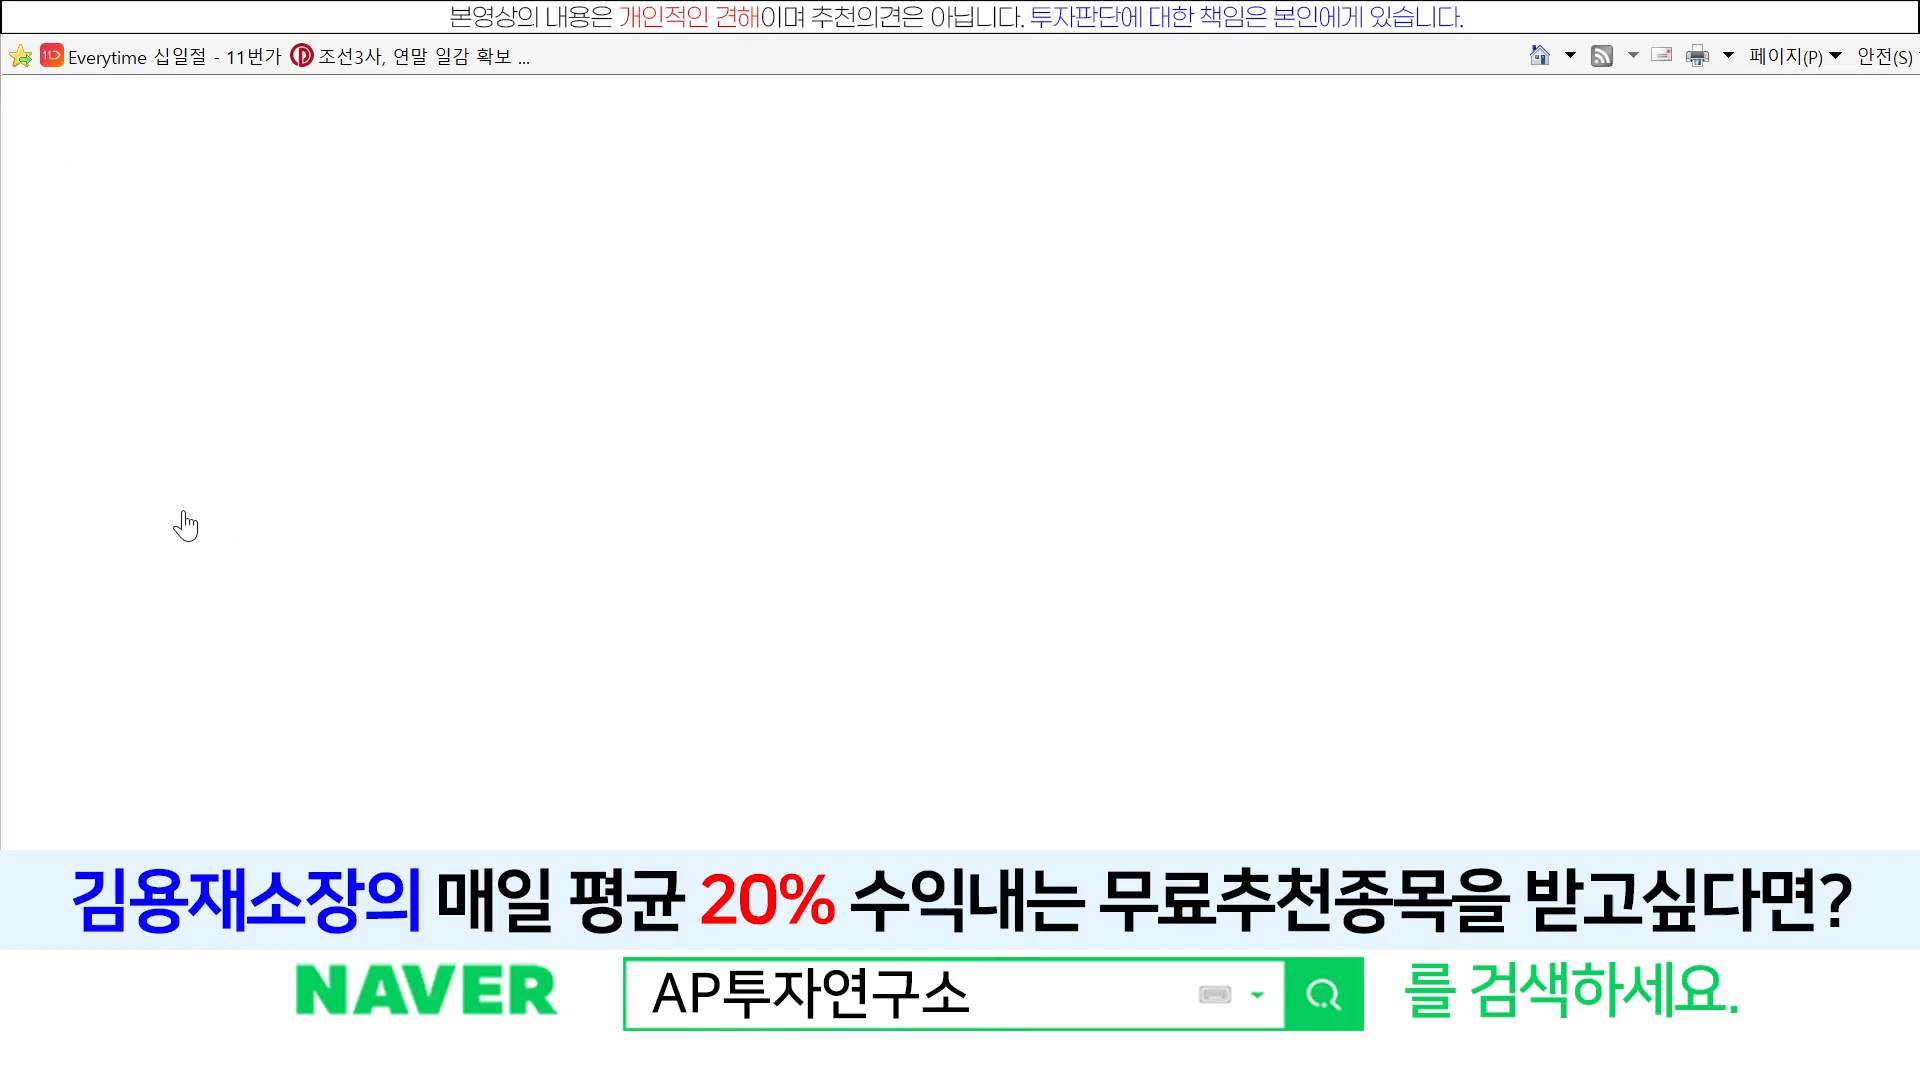 본영상의 내용은 개인적인 견해이며 추천의견은 아닙니다. 투자판단에 대한 책임은 본인에게 있습니다.
11 Everytime 십일절 - 11번가 조선3사, 연말 일감 확보 ... 페이지(P) 안전(S)
김용재소장의 매일 평균 20% 수익내는 무료추천종목을 받고싶다면?
NAVER AP투자연구소 를 검색하세요.